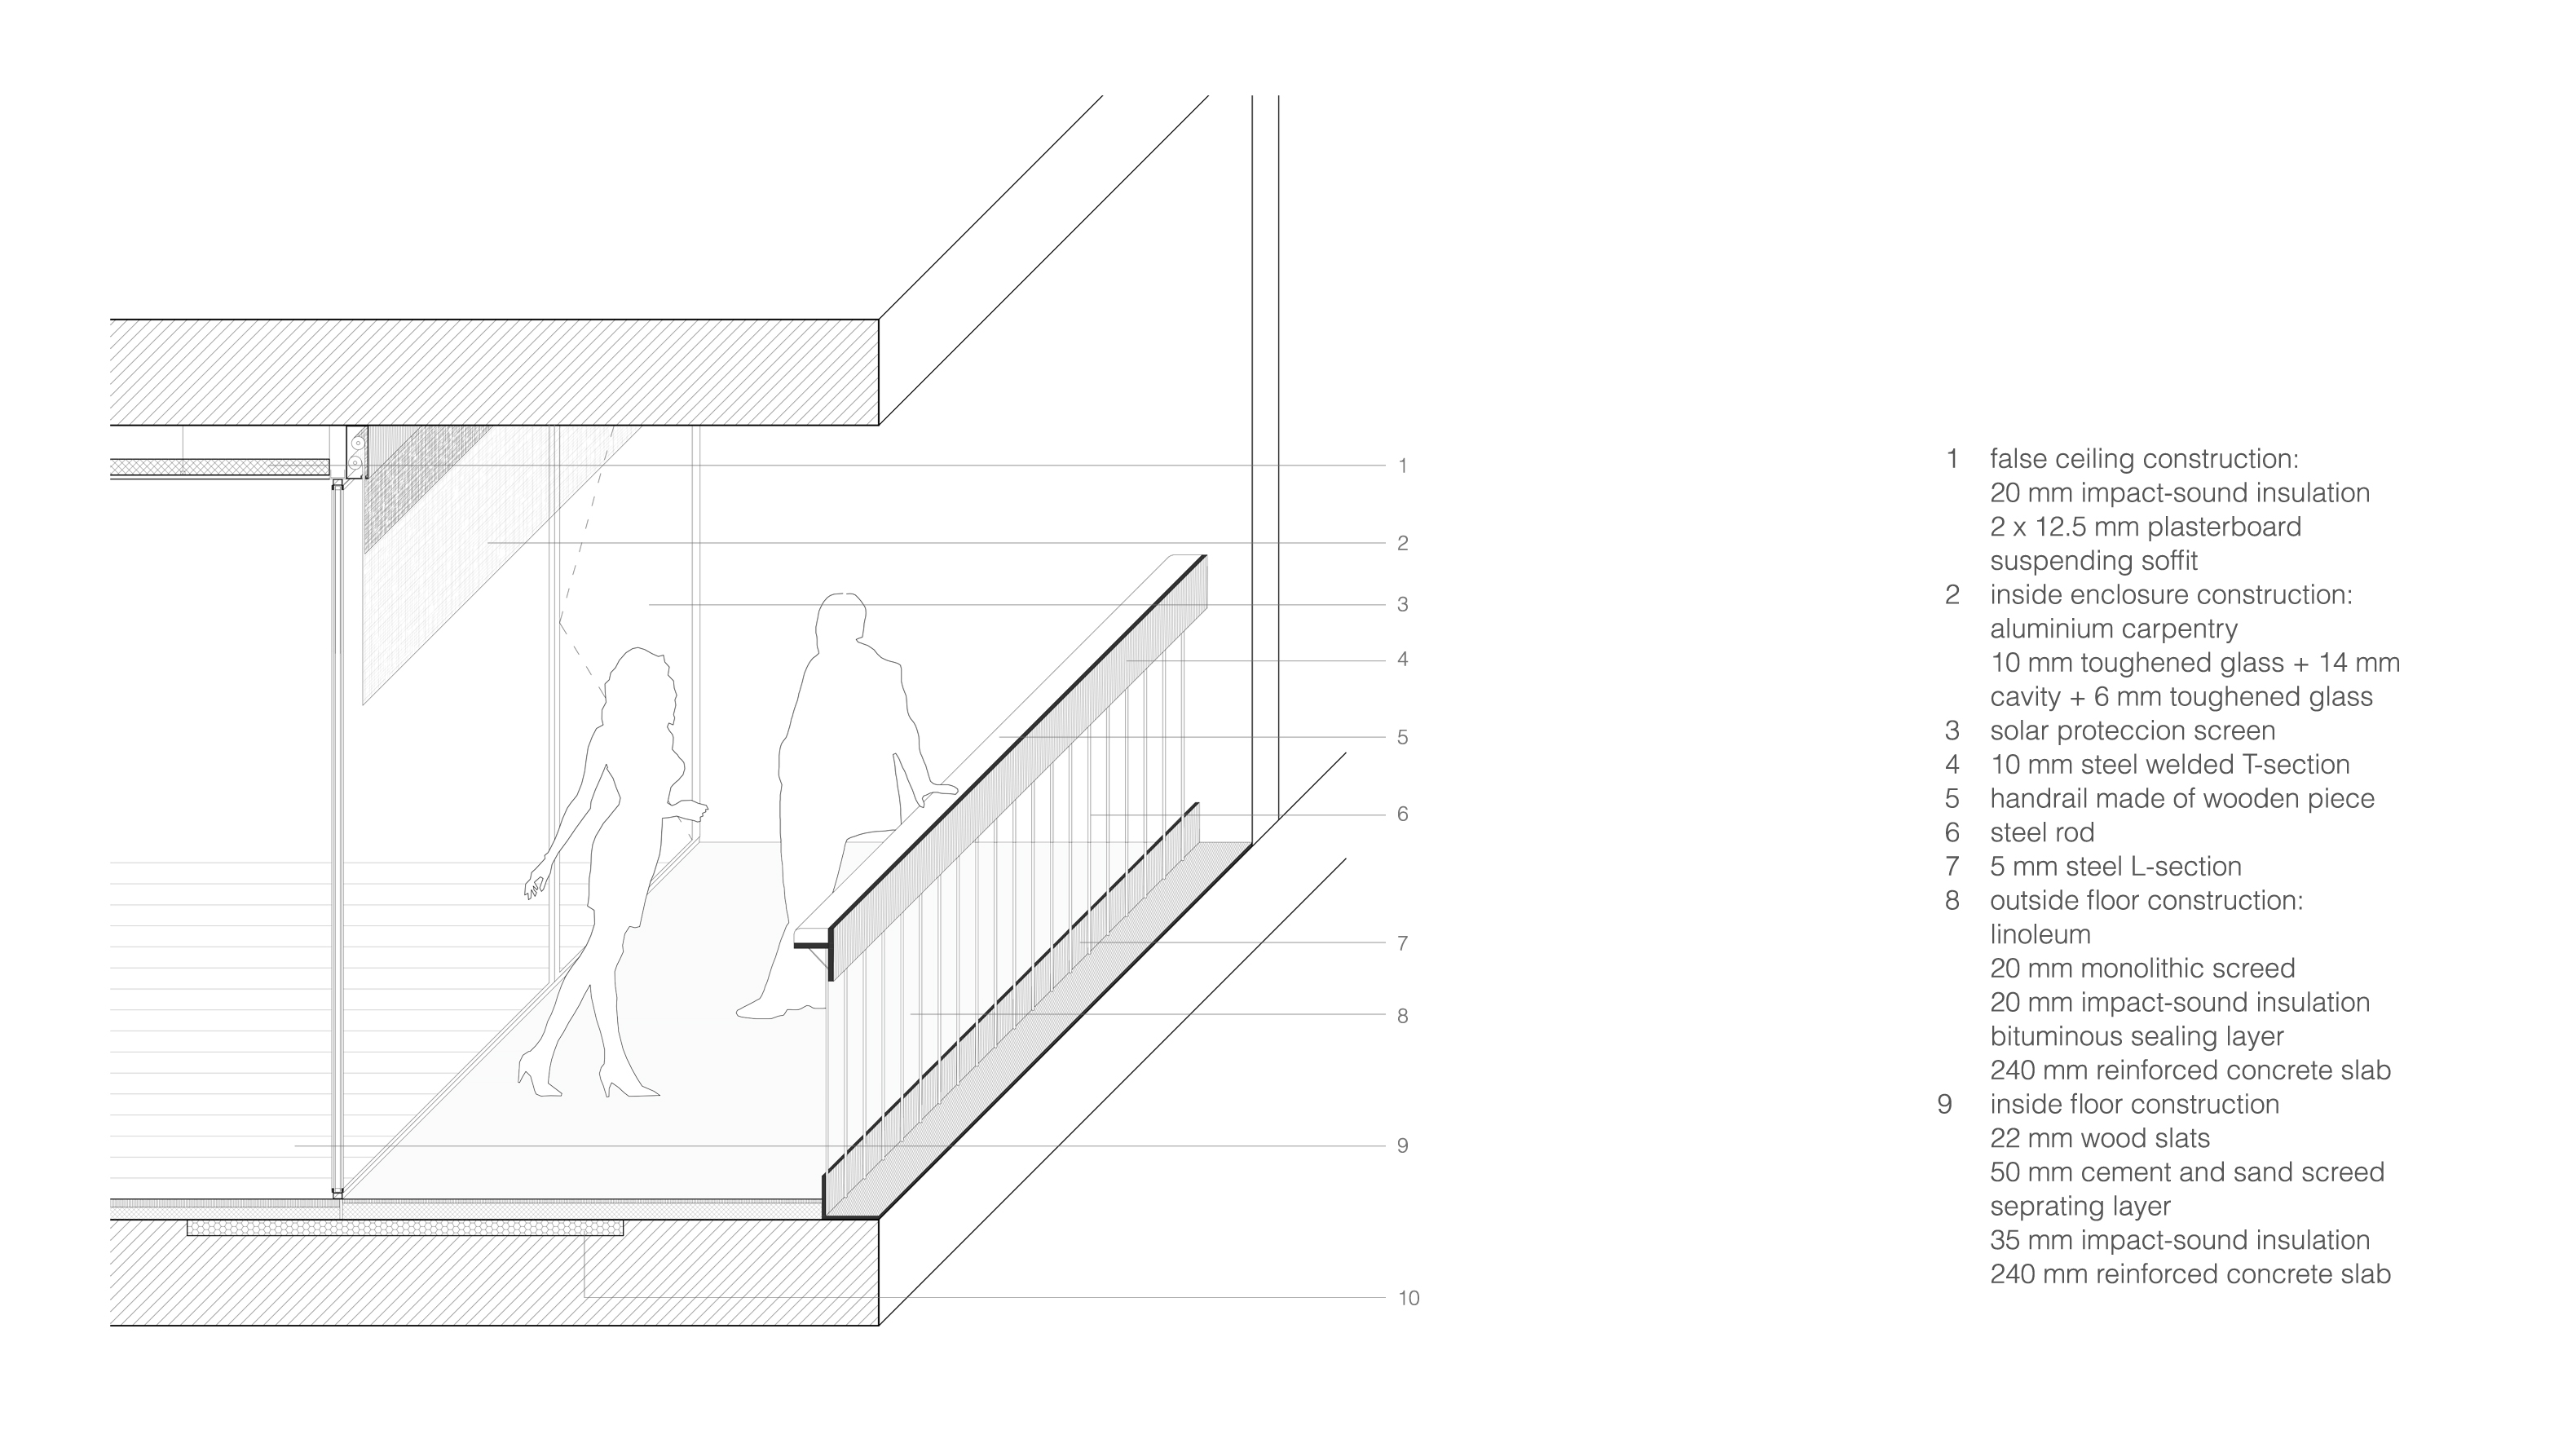 1
2
3
4
5
6
7
8
9
10
1 false ceiling construction:
20 mm impact-sound insulation
2 x 12.5 mm plasterboard
suspending soffit
2 inside enclosure construction:
aluminium carpentry
10 mm toughened glass + 14 mm
cavity + 6 mm toughened glass
3 solar proteccion screen
4 10 mm steel welded T-section
5 handrail made of wooden piece
6 steel rod
7 5 mm steel L-section
8 outside floor construction:
linoleum
20 mm monolithic screed
20 mm impact-sound insulation
bituminous sealing layer
240 mm reinforced concrete slab
9 inside floor construction
22 mm wood slats
50 mm cement and sand screed
seprating layer
35 mm impact-sound insulation
240 mm reinforced concrete slab